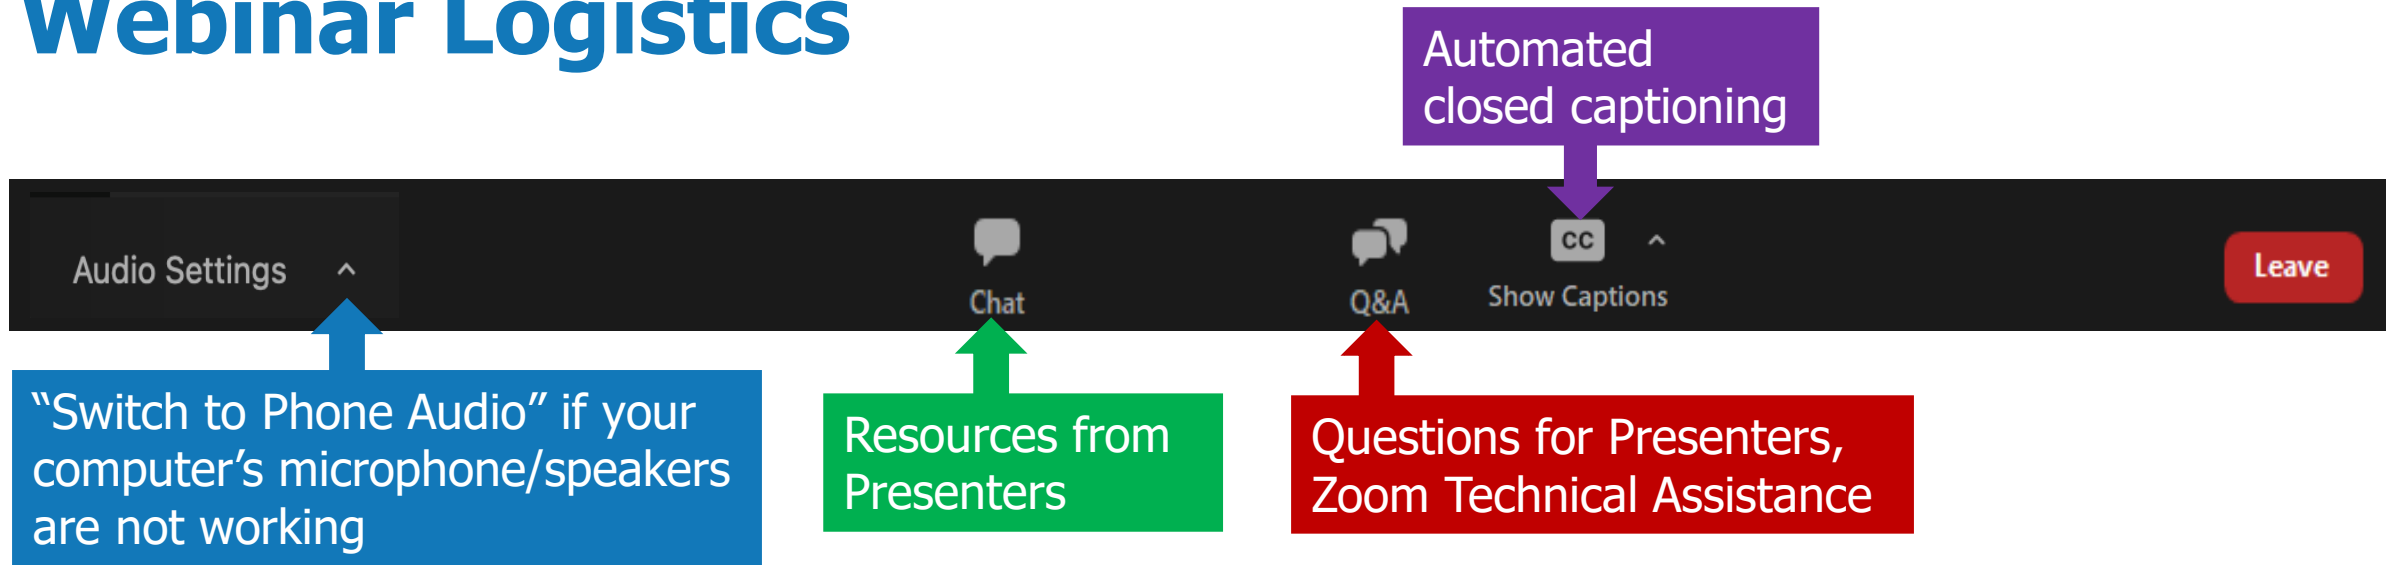 Webinar Logistics
Automated
closed captioning
Audio Settings
Chat
Q&A
CC
Show Captions
Leave
“Switch to Phone Audio” if your
computer’s microphone/speakers
are not working
Resources from
Presenters
Questions for Presenters,
Zoom Technical Assistance